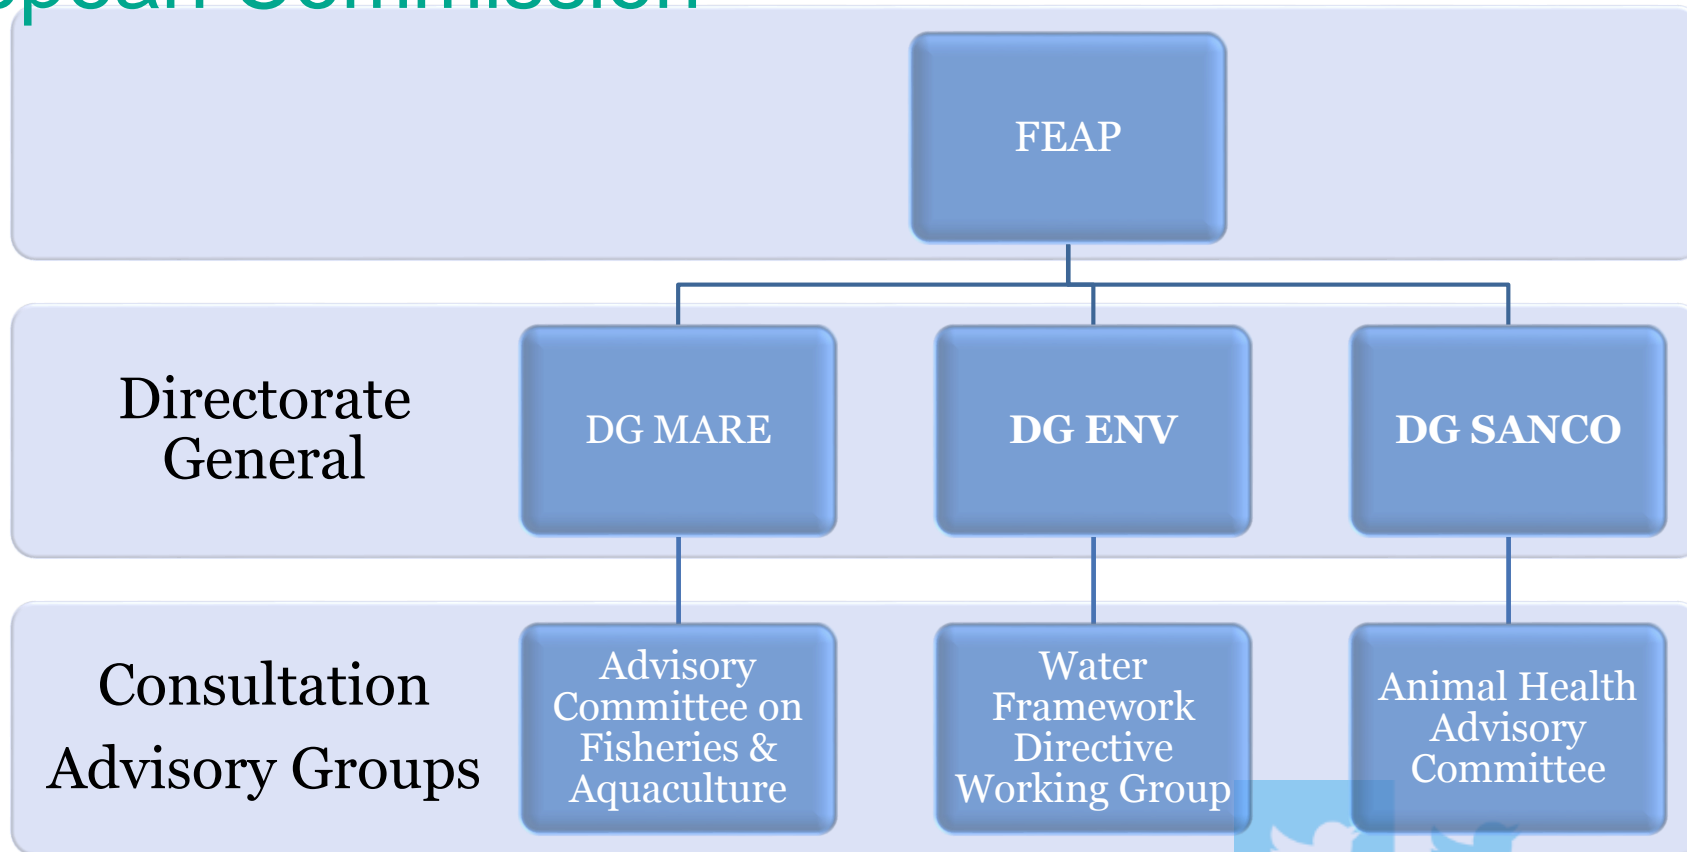 Commission
FEAP
Directorate
General
DG MARE
DG ENV
DG SANCO
Consultation
Advisory Groups
Advisory
Committee on
Fisheries &
Aquaculture
Water
Framework
Directive
Working Group
Animal Health
Advisory
Committee